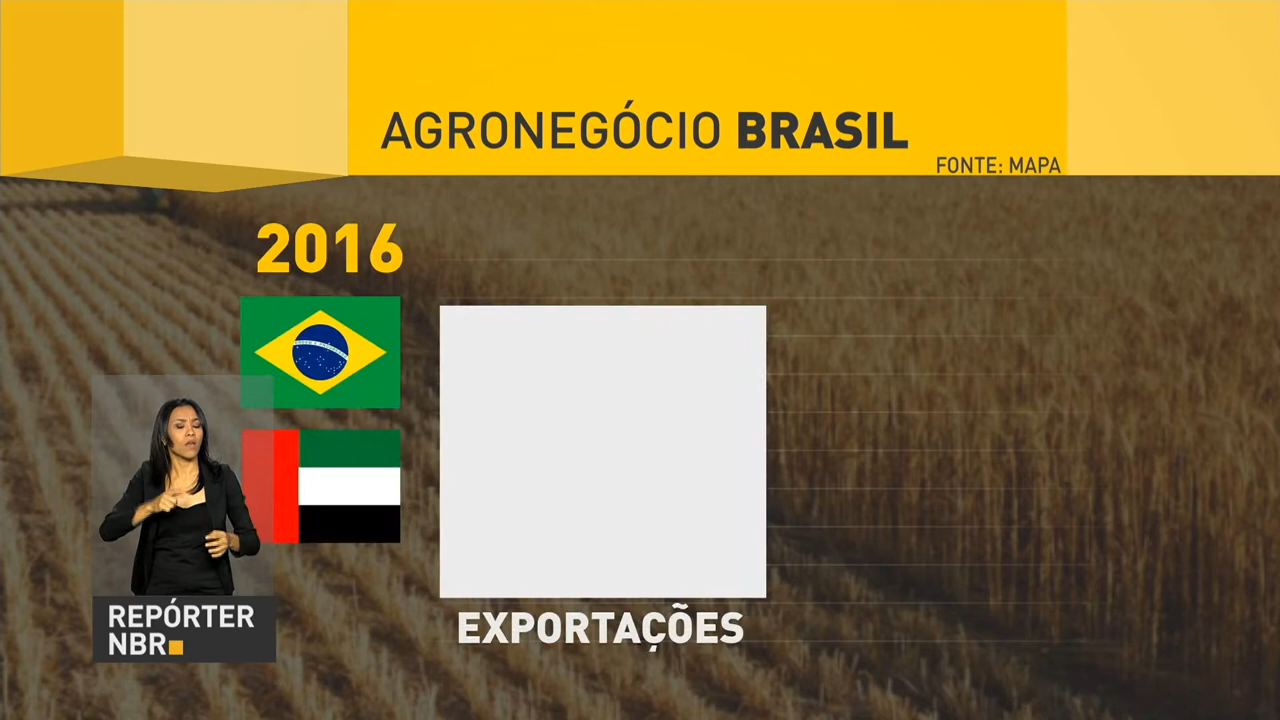 AGRONEGÓCIO BRASIL
FONTE: MAPA
2016
EXPORTAÇÕES
REPÓRTER
NBR